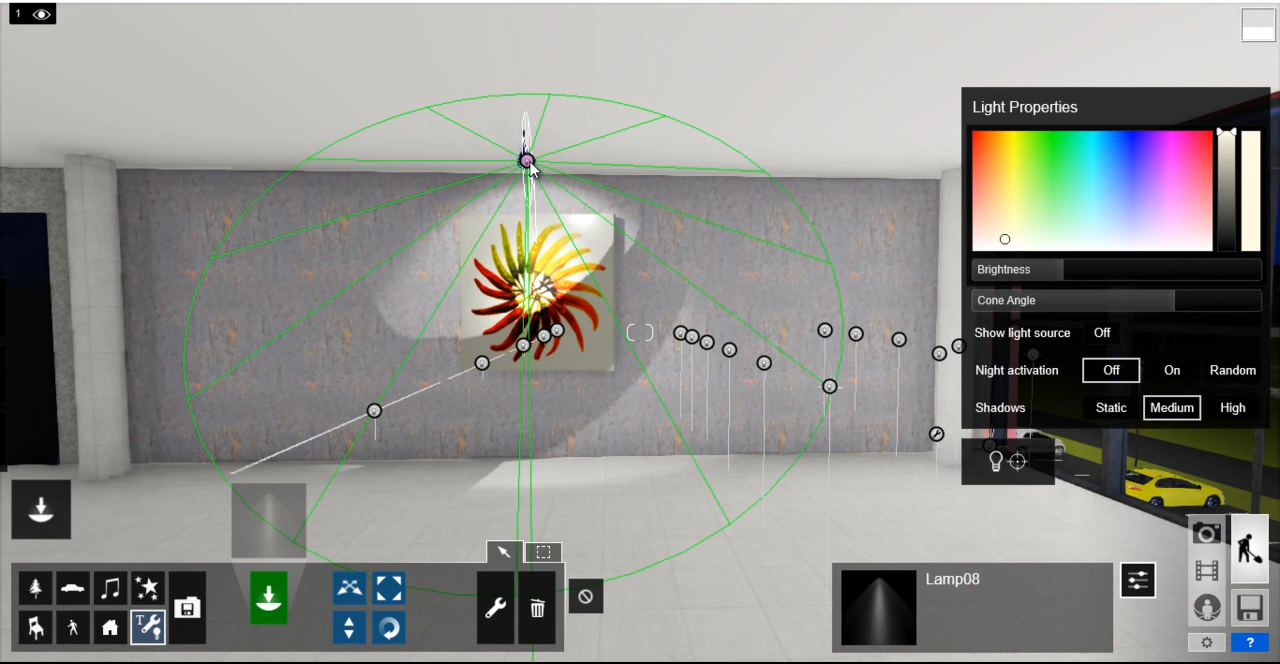 1
Light Properties
Brightness
Cone Angle
Show light source Off
Night activation Off On Random
Shadows Static Medium High
Lamp08
T
?